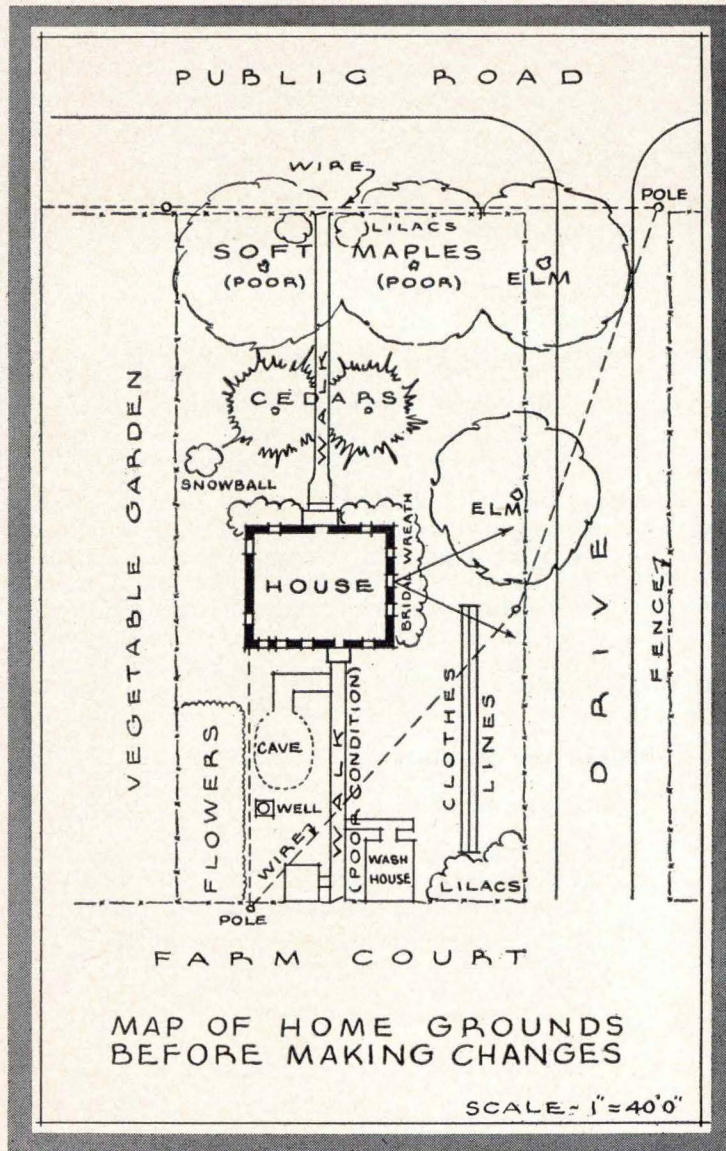 PUBLIC ROAD
WIRE
POLE
LILACS
SOFT MAPLES
(POOR) (POOR)
ELM
CEDARS
WALK
VEGETABLE GARDEN
SNOWBALL
ELM
BRIDAL WREATH
HOUSE
DRIVE
FENCE
CLOTHES
LINES
WALK
(POOR CONDITION)
CAVE
FLOWERS
WELL
WIRE
WASH
HOUSE
LILACS
POLE
FARM COURT
MAP OF HOME GROUNDS
BEFORE MAKING CHANGES
SCALE - 1" = 40'0"